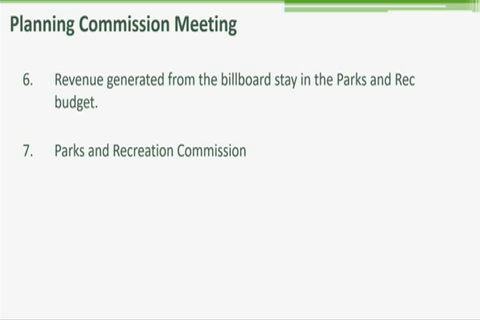 Planning Commission Meeting
6. Revenue generated from the billboard stay in the Parks and Rec
budget.
7. Parks and Recreation Commission